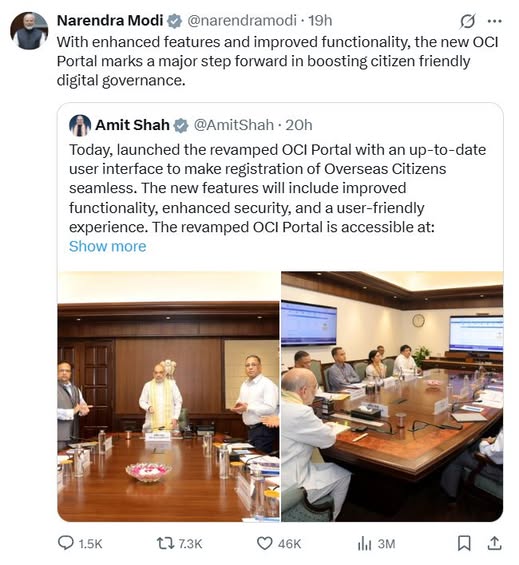 Narendra Modi @narendramodi · 19h
With enhanced features and improved functionality, the new OCI
Portal marks a major step forward in boosting citizen friendly
digital governance.
Amit Shah @AmitShah · 20h
Today, launched the revamped OCI Portal with an up-to-date
user interface to make registration of Overseas Citizens
seamless. The new features will include improved
functionality, enhanced security, and a user-friendly
experience. The revamped OCI Portal is accessible at:
Show more
1.5K 7.3K 46K 3M